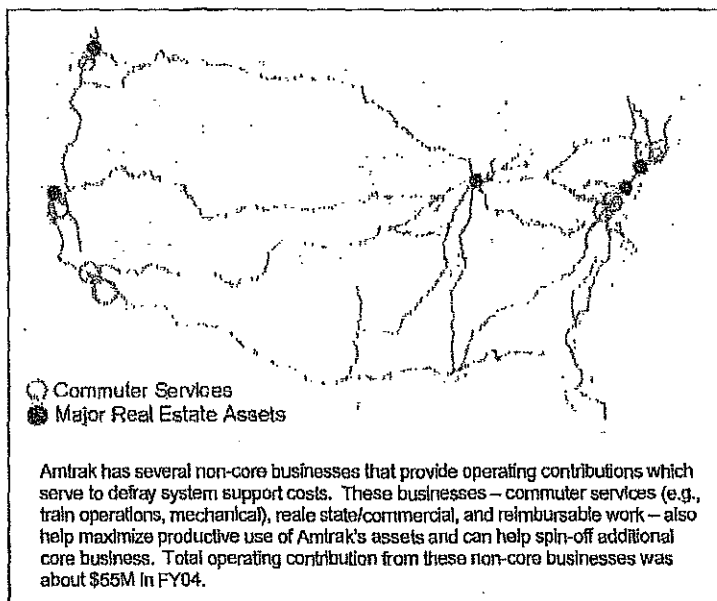 Commuter Services
Major Real Estate Assets
Amtrak has several non-core businesses that provide operating contributions which
serve to defray system support costs. These businesses – commuter services (e.g.,
train operations, mechanical), reale state/commercial, and reimbursable work – also
help maximize productive use of Amtrak's assets and can help spin-off additional
core business. Total operating contribution from these non-core businesses was
about $55M in FY04.